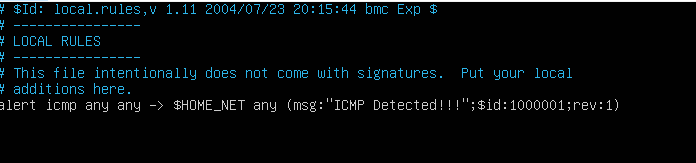 # $Id: local.rules,v 1.11 2004/07/23 20:15:44 bmc Exp $
# ----------------
# LOCAL RULES
# ----------------
# This file intentionally does not come with signatures.  Put your local
# additions here.
alert icmp any any -> $HOME_NET any (msg:"ICMP Detected!!!";$id:1000001;rev:1)